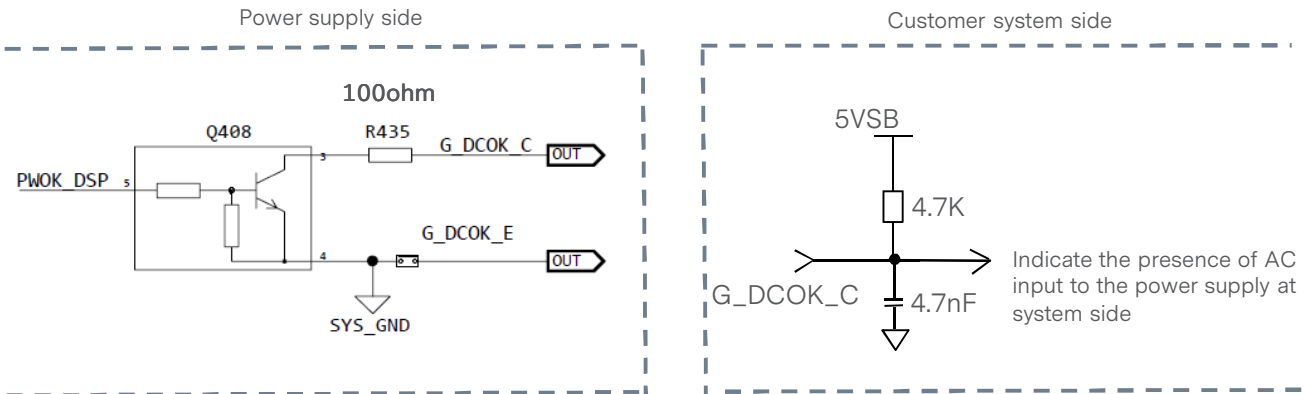 Power supply side
Customer system side
100ohm
Q408
R435
G_DCOK_C
OUT
3
PWOK_DSP
5
4
G_DCOK_E
OUT
SYS_GND
5VSB
4.7K
G_DCOK_C
4.7nF
Indicate the presence of AC
input to the power supply at
system side